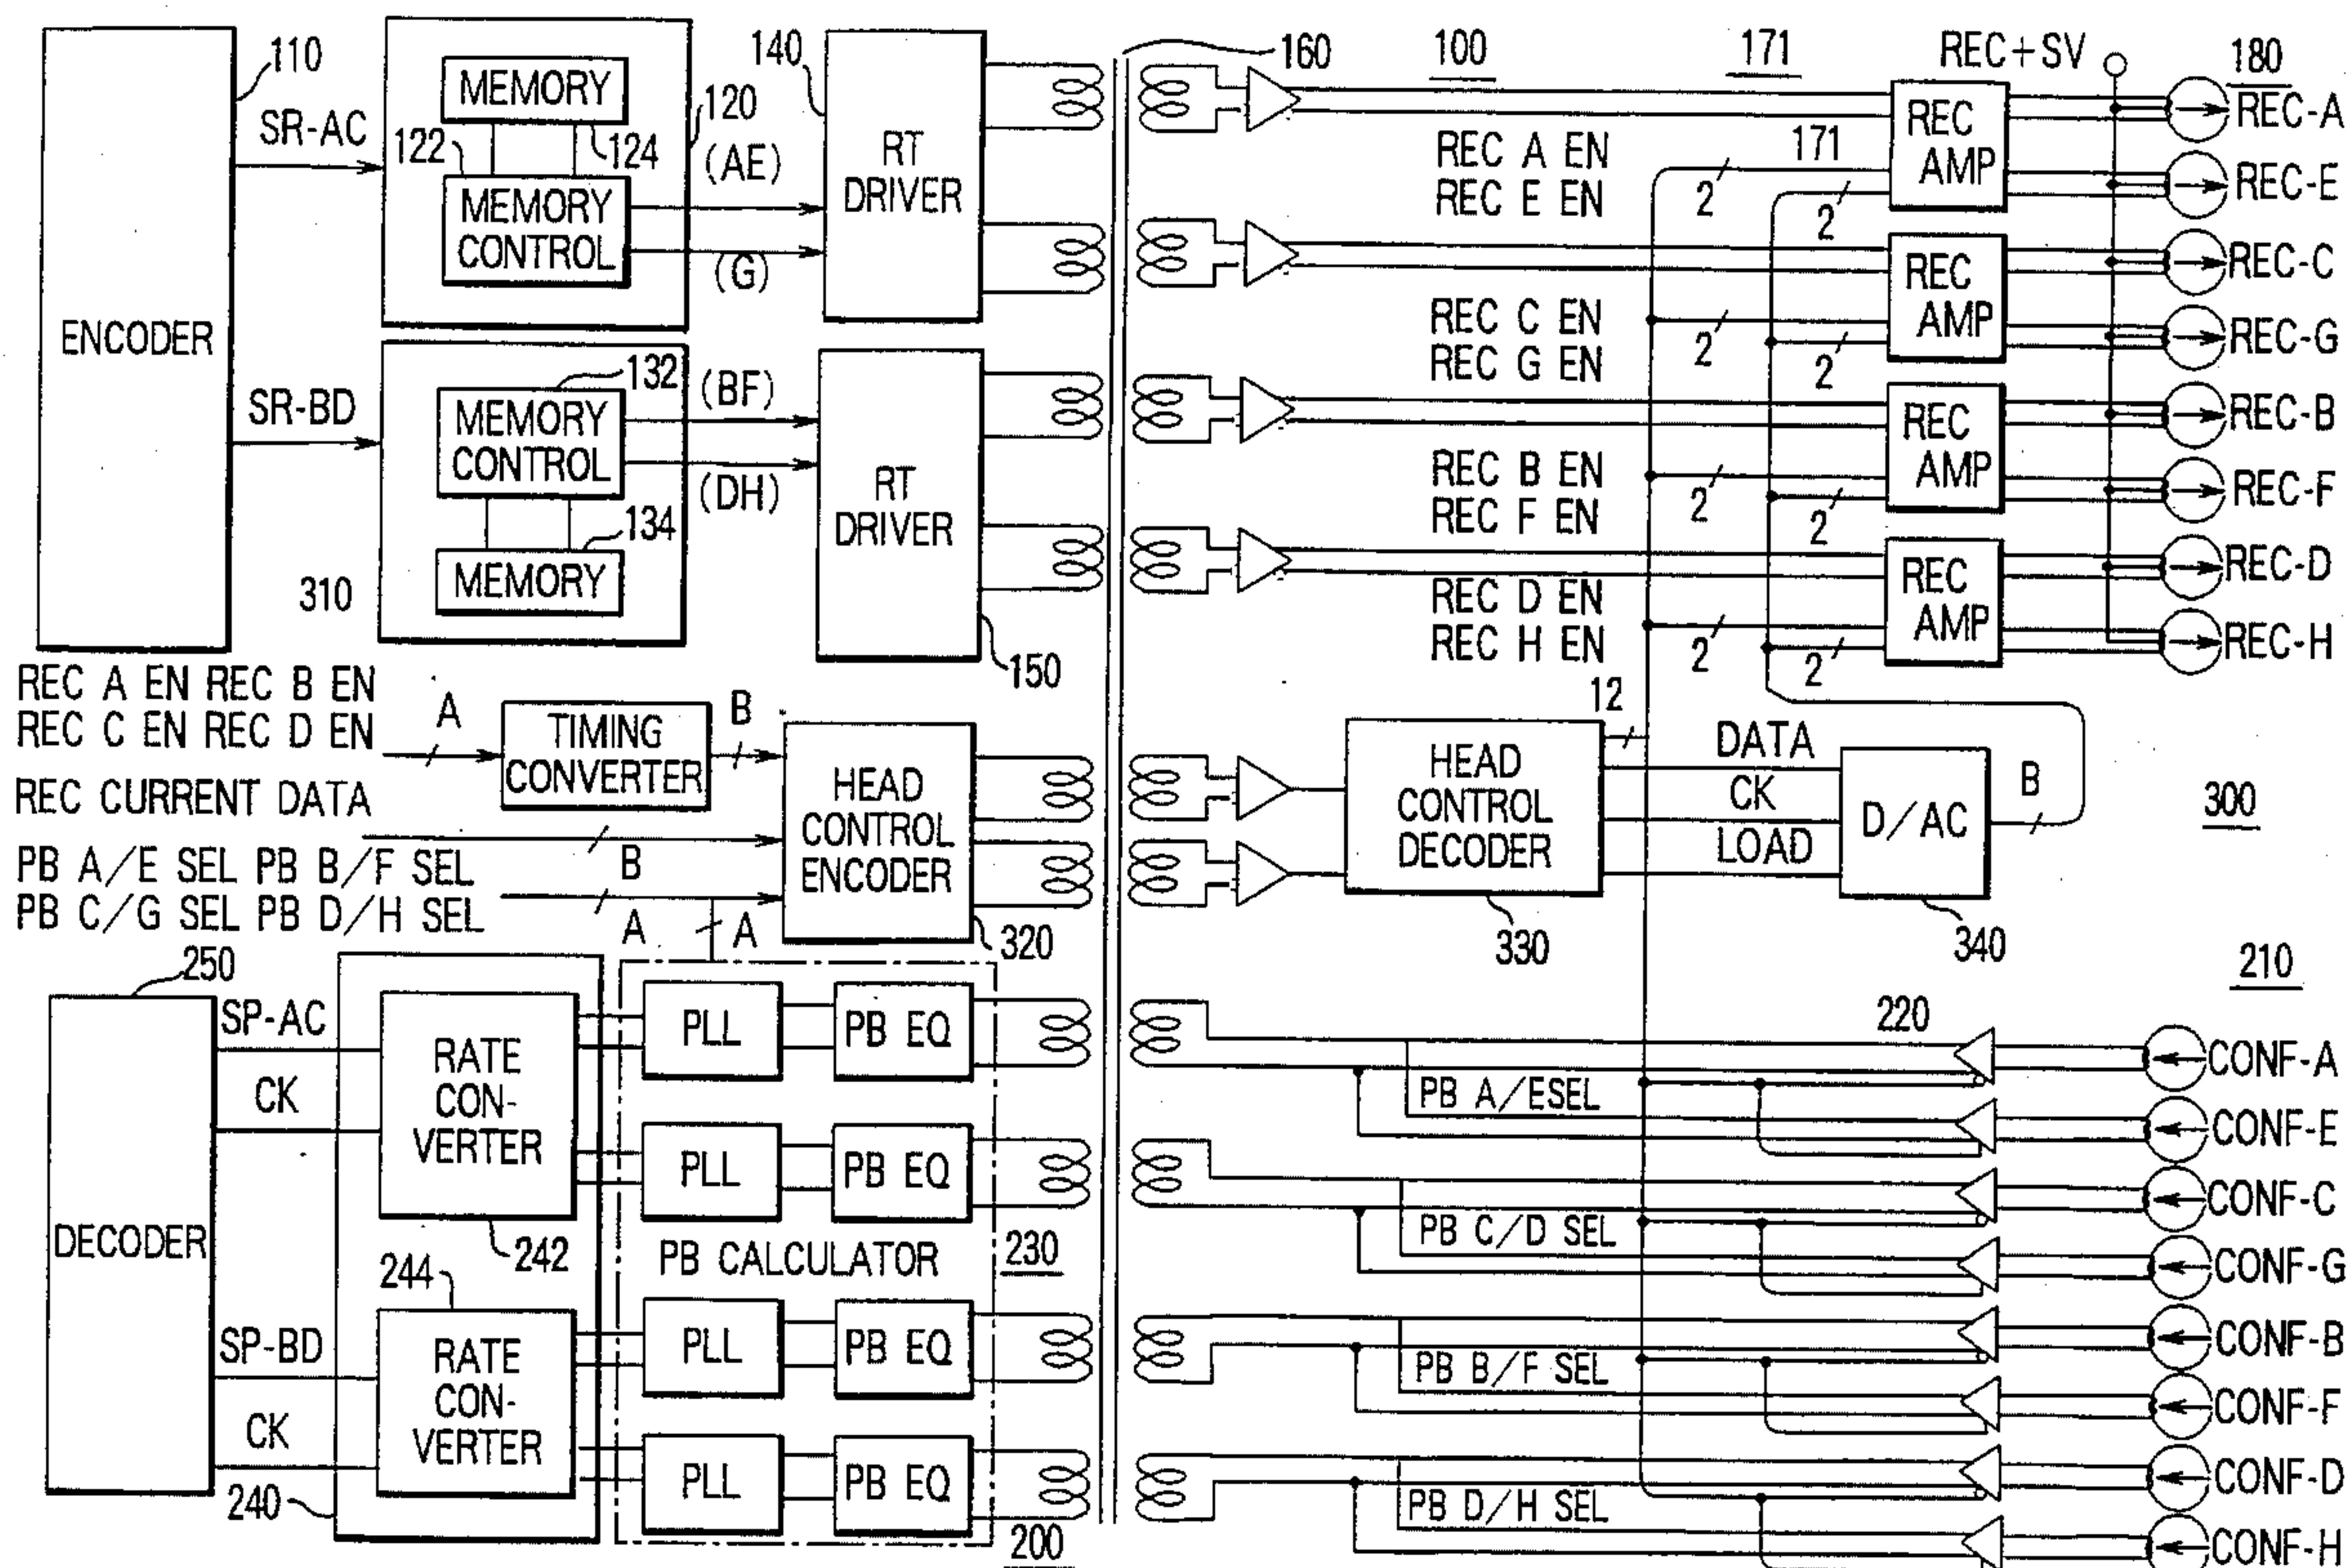 110
SR-AC
ENCODER
SR-BD
MEMORY
124
122
MEMORY
CONTROL
120
(AE)
(G)
140
RT
DRIVER
132
MEMORY
CONTROL
134
MEMORY
310
(BF)
(DH)
RT
DRIVER
150
160
100
171
REC+SV
180
REC A EN
REC E EN
171
2
2
REC
AMP
REC-A
REC-E
REC C EN
REC G EN
2
2
REC
AMP
REC-C
REC-G
REC B EN
REC F EN
2
2
REC
AMP
REC-B
REC-F
REC D EN
REC H EN
2
2
REC
AMP
REC-D
REC-H
REC A EN REC B EN
REC C EN REC D EN
A
TIMING
CONVERTER
B
REC CURRENT DATA
B
PB A/E SEL PB B/F SEL
PB C/G SEL PB D/H SEL
A
A
HEAD
CONTROL
ENCODER
320
HEAD
CONTROL
DECODER
330
12
DATA
CK
LOAD
D/AC
340
B
300
250
DECODER
SP-AC
CK
SP-BD
CK
240
RATE
CON-
VERTER
242
244
RATE
CON-
VERTER
PLL
PB EQ
PLL
PB EQ
PB CALCULATOR
230
PLL
PB EQ
PLL
PB EQ
200
210
220
PB A/ESEL
CONF-A
CONF-E
PB C/D SEL
CONF-C
CONF-G
PB B/F SEL
CONF-B
CONF-F
PB D/H SEL
CONF-D
CONF-H